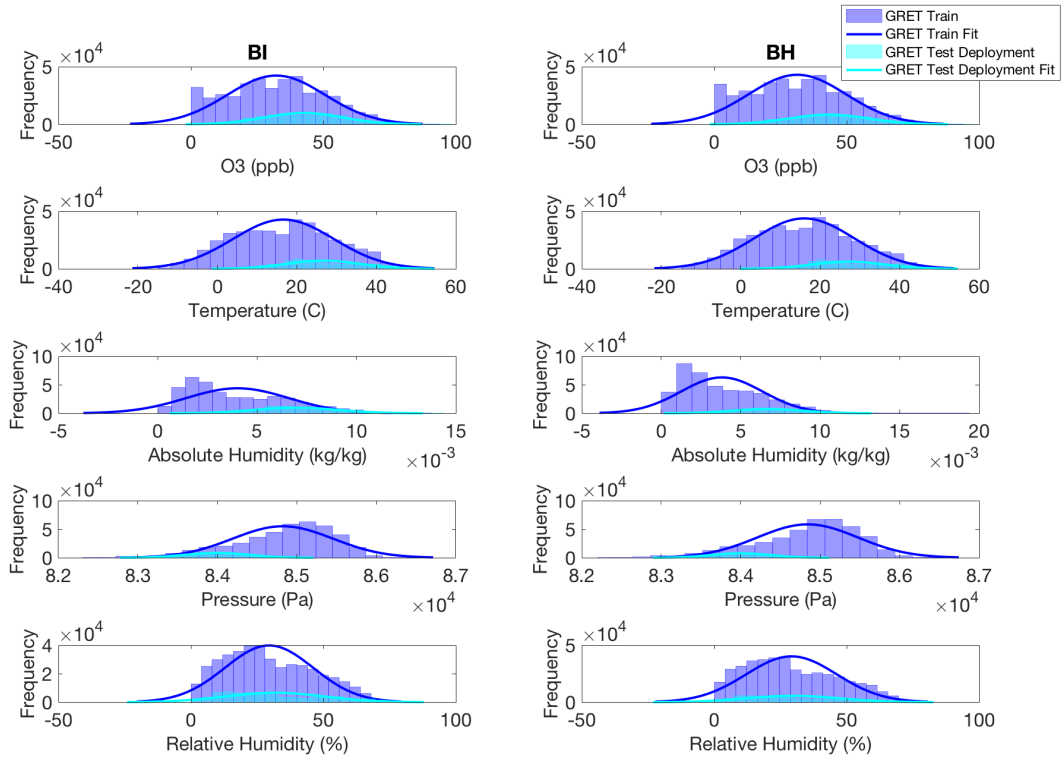 BI
BH
GRET Train
GRET Train Fit
GRET Test Deployment
GRET Test Deployment Fit
×10^4
Frequency
5
0
-50 0 50 100
O3 (ppb)
×10^4
Frequency
5
0
-50 0 50 100
O3 (ppb)
×10^4
Frequency
5
0
-40 -20 0 20 40 60
Temperature (C)
×10^4
Frequency
5
0
-40 -20 0 20 40 60
Temperature (C)
×10^4
Frequency
10
5
0
-5 0 5 10 15
Absolute Humidity (kg/kg)
×10^-3
×10^4
Frequency
10
5
0
-5 0 5 10 15 20
Absolute Humidity (kg/kg)
×10^-3
×10^4
Frequency
10
5
0
8.2 8.3 8.4 8.5 8.6 8.7
Pressure (Pa)
×10^4
×10^4
Frequency
10
5
0
8.2 8.3 8.4 8.5 8.6 8.7
Pressure (Pa)
×10^4
×10^4
Frequency
4
2
0
-50 0 50 100
Relative Humidity (%)
×10^4
Frequency
5
0
-50 0 50 100
Relative Humidity (%)